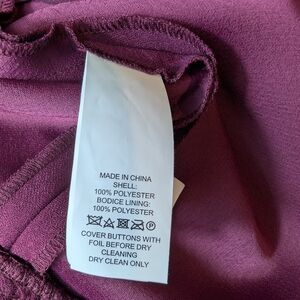 MADE IN CHINA
SHELL:
100% POLYESTER
BODICE LINING:
100% POLYESTER
COVER BUTTONS WITH
FOIL BEFORE DRY
CLEANING
DRY CLEAN ONLY